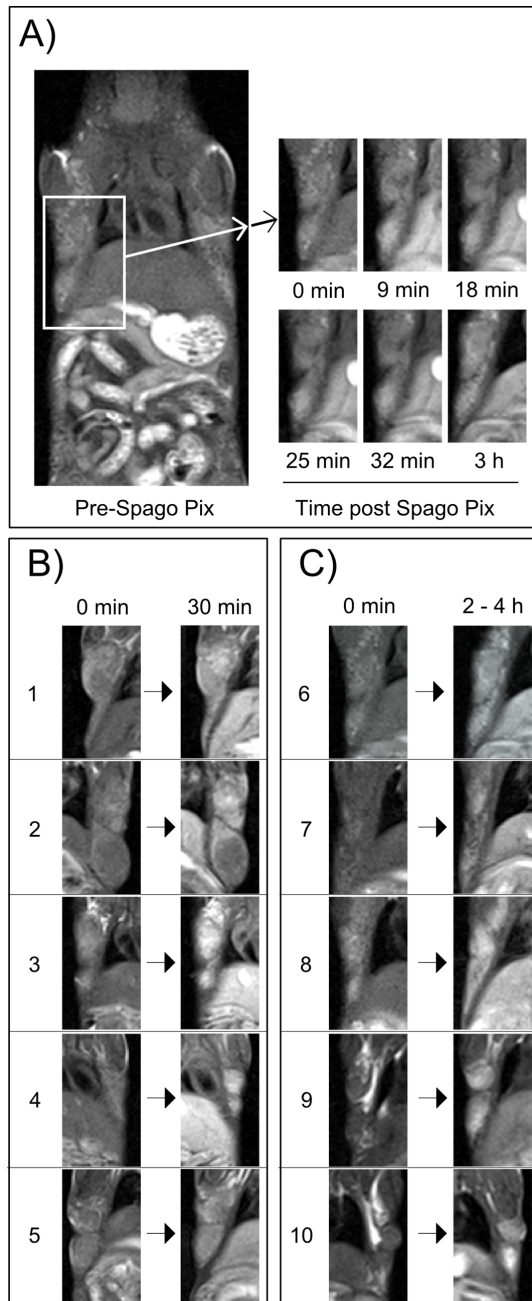 A)
0 min 9 min 18 min
25 min 32 min 3 h
Pre-Spago Pix Time post Spago Pix
B)
0 min 30 min
1
2
3
4
5
C)
0 min 2 - 4 h
6
7
8
9
10